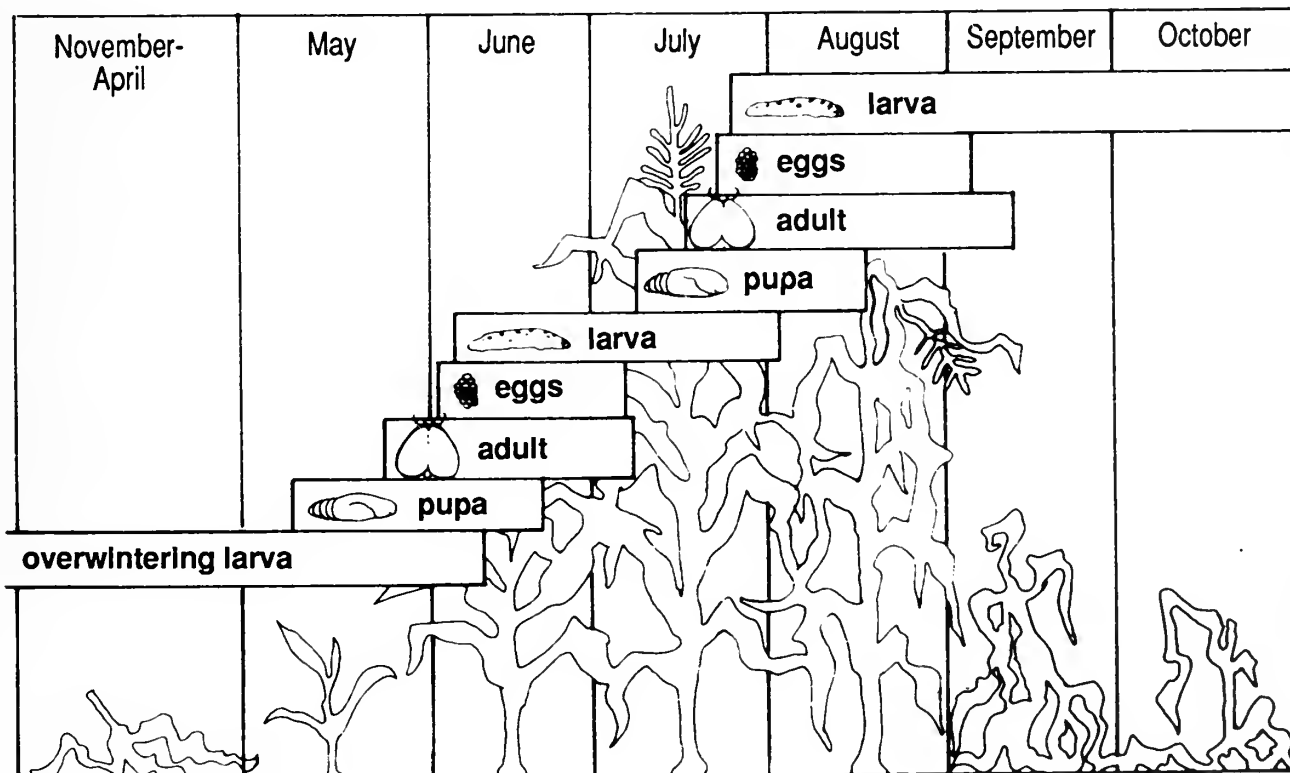 November-
April
May
June
July
August
September
October
larva
eggs
adult
pupa
larva
eggs
adult
pupa
overwintering larva